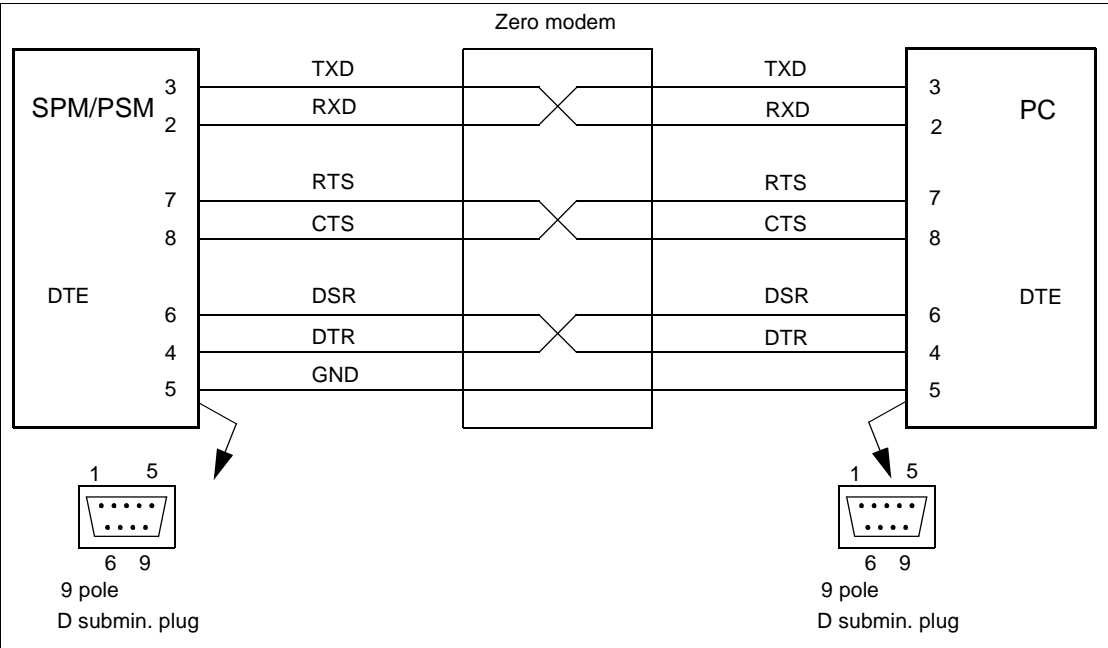 Zero modem
TXD TXD
3 3
SPM/PSM RXD RXD PC
2 2
RTS RTS
7 7
CTS CTS
8 8
DTE DSR DSR DTE
6 6
DTR DTR
4 4
GND
5 5
1 5 1 5
6 9 6 9
9 pole 9 pole
D submin. plug D submin. plug